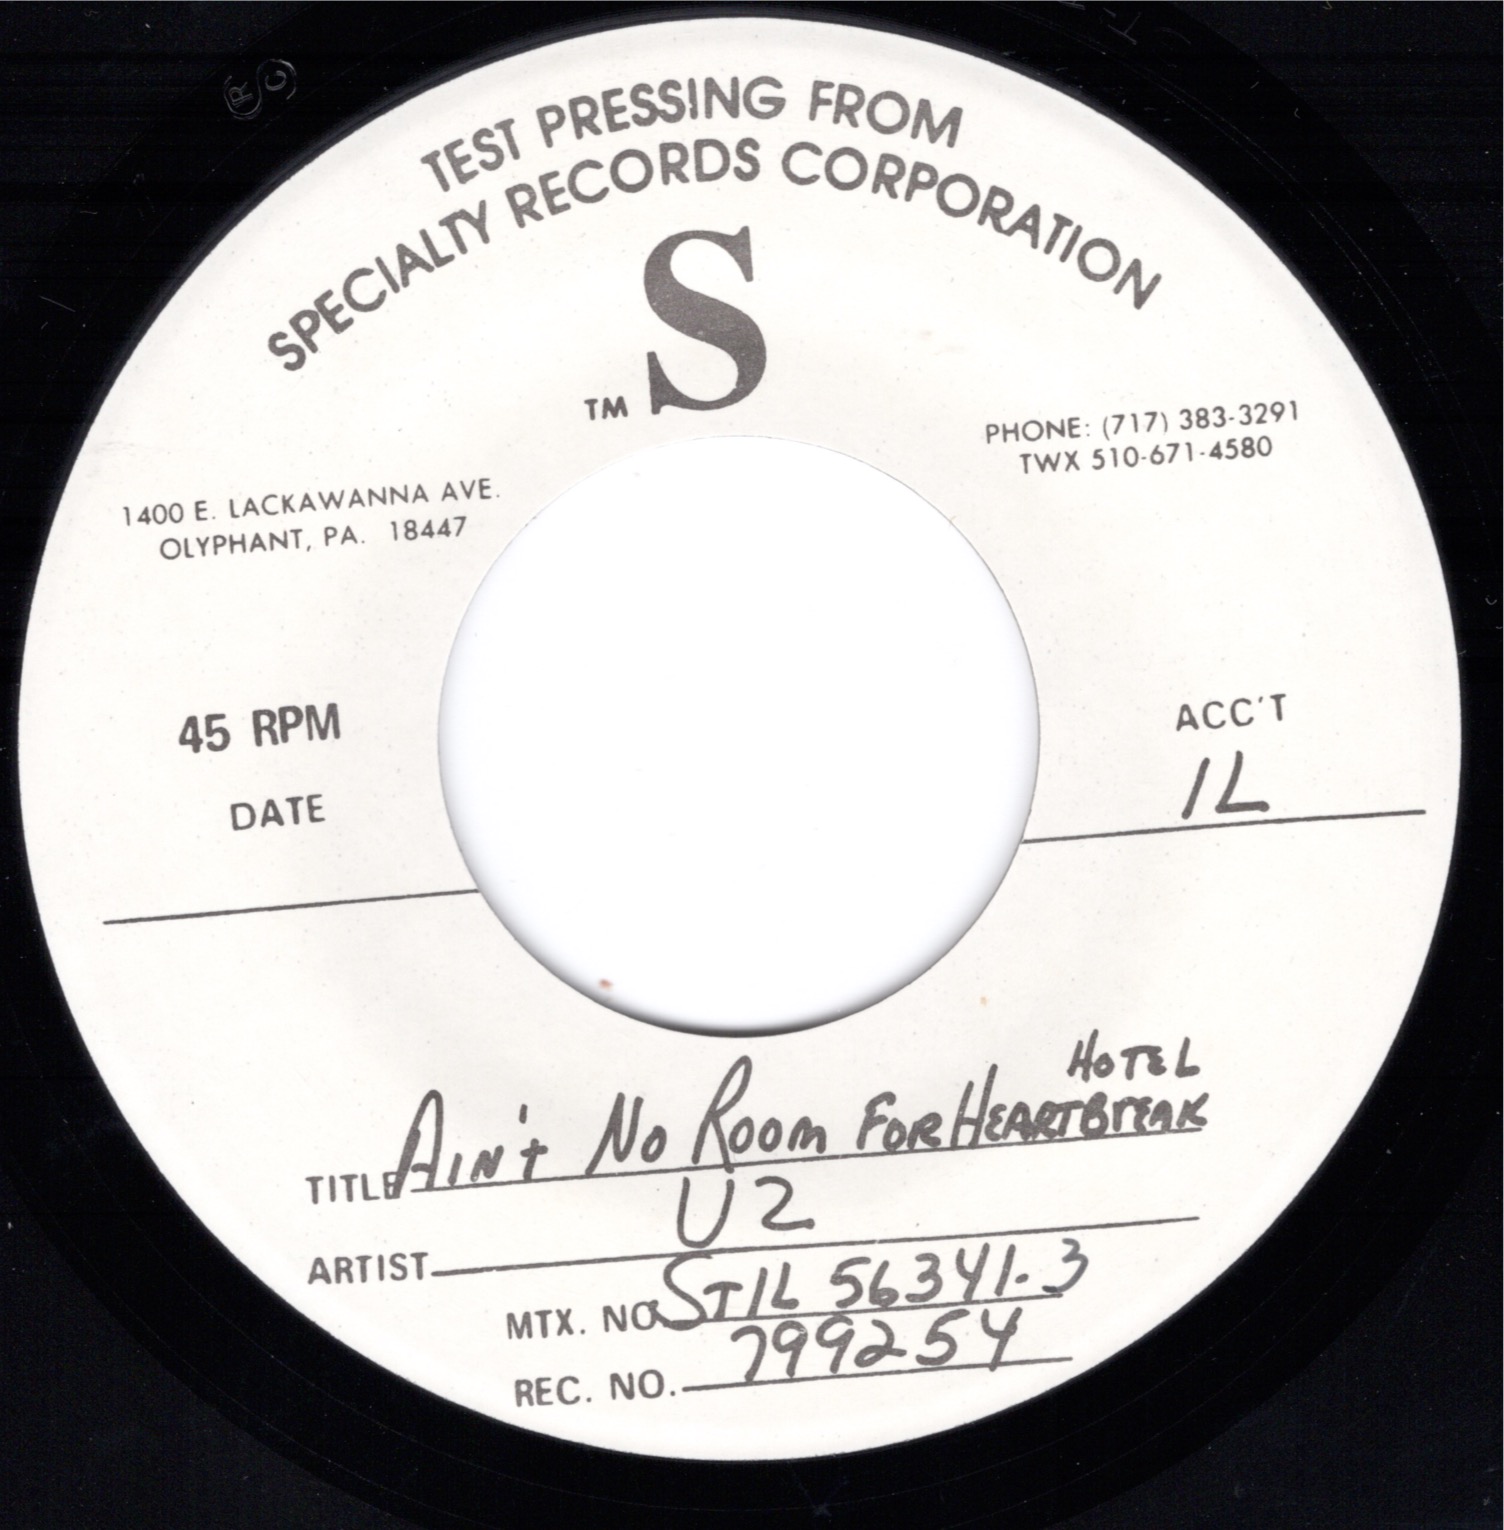 TEST PRESSING FROM
SPECIALTY RECORDS CORPORATION
S
TM
PHONE: (717) 383-3291
TWX 510-671-4580
1400 E. LACKAWANNA AVE.
OLYPHANT, PA. 18447
45 RPM
ACC'T
1L
DATE
HOTEL
TITLE AIN't NO ROOM FOR HEARTBREAK
U2
ARTIST
MTX. NO. STIL 56341.3
REC. NO. 799254